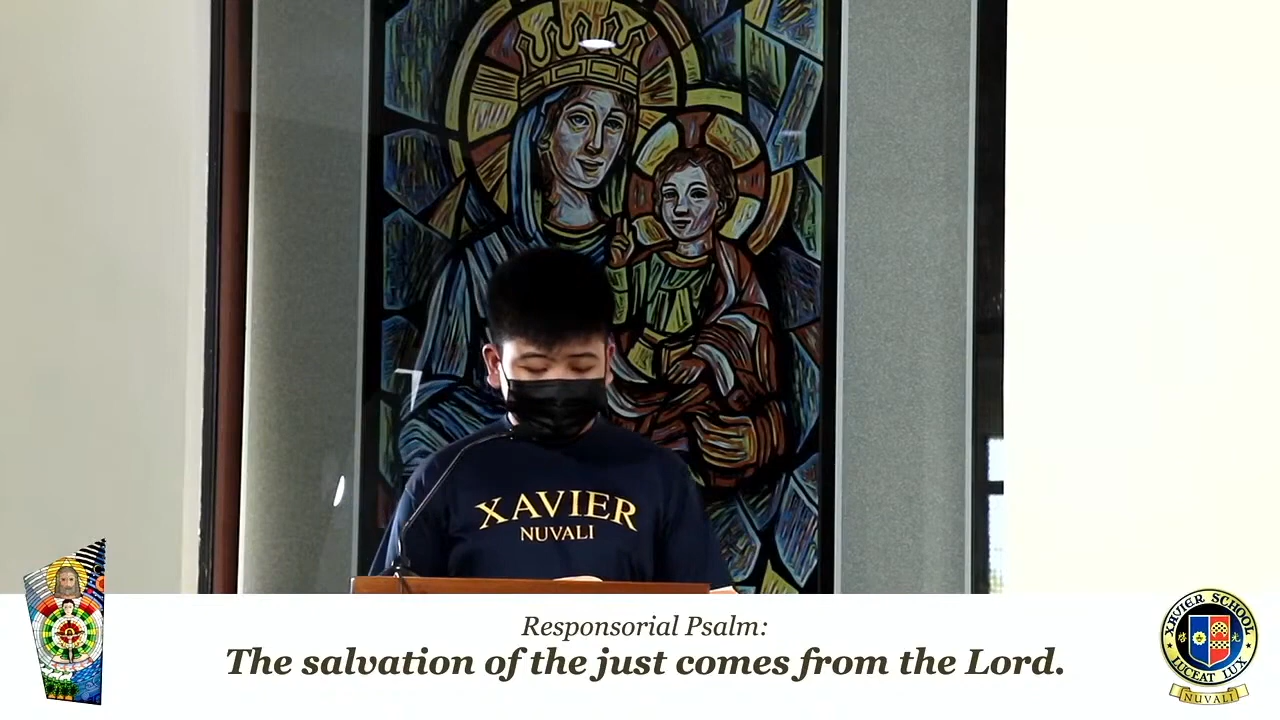 XAVIER
NUVALI
Responsorial Psalm:
The salvation of the just comes from the Lord.
XAVIER SCHOOL
LUCEAT LUX
NUVALI